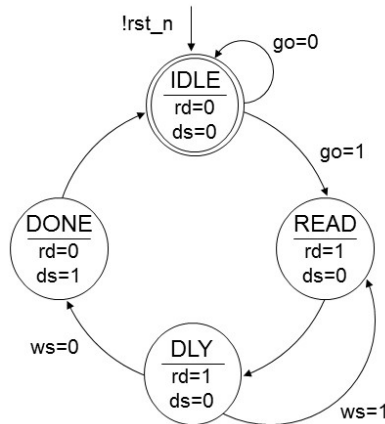 !rst_n
go=0
IDLE
rd=0
ds=0
go=1
DONE
rd=0
ds=1
READ
rd=1
ds=0
ws=0
DLY
rd=1
ds=0
ws=1